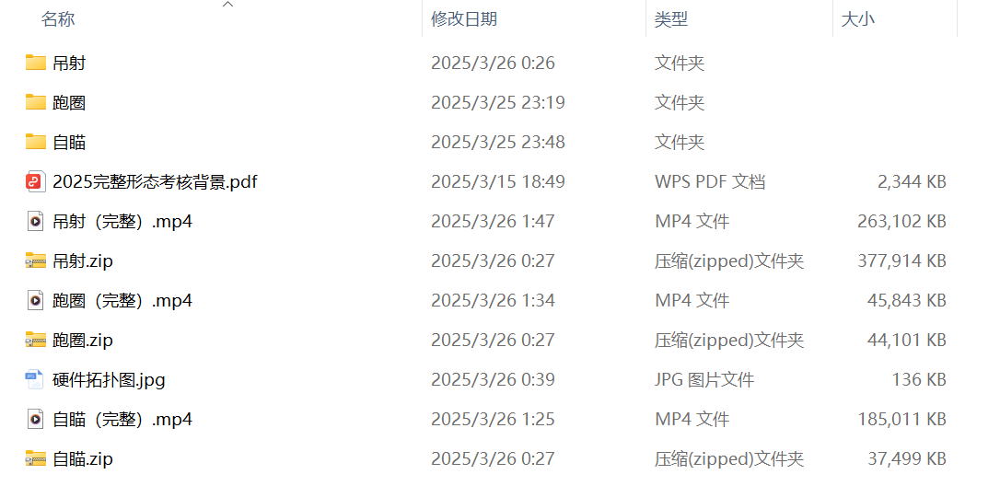 名称 修改日期 类型 大小
吊射 2025/3/26 0:26 文件夹
跑圈 2025/3/25 23:19 文件夹
自瞄 2025/3/25 23:48 文件夹
2025完整形态考核背景.pdf 2025/3/15 18:49 WPS PDF 文档 2,344 KB
吊射（完整）.mp4 2025/3/26 1:47 MP4 文件 263,102 KB
吊射.zip 2025/3/26 0:27 压缩(zipped)文件夹 377,914 KB
跑圈（完整）.mp4 2025/3/26 1:34 MP4 文件 45,843 KB
跑圈.zip 2025/3/26 0:27 压缩(zipped)文件夹 44,101 KB
硬件拓扑图.jpg 2025/3/26 0:39 JPG 图片文件 136 KB
自瞄（完整）.mp4 2025/3/26 1:25 MP4 文件 185,011 KB
自瞄.zip 2025/3/26 0:27 压缩(zipped)文件夹 37,499 KB